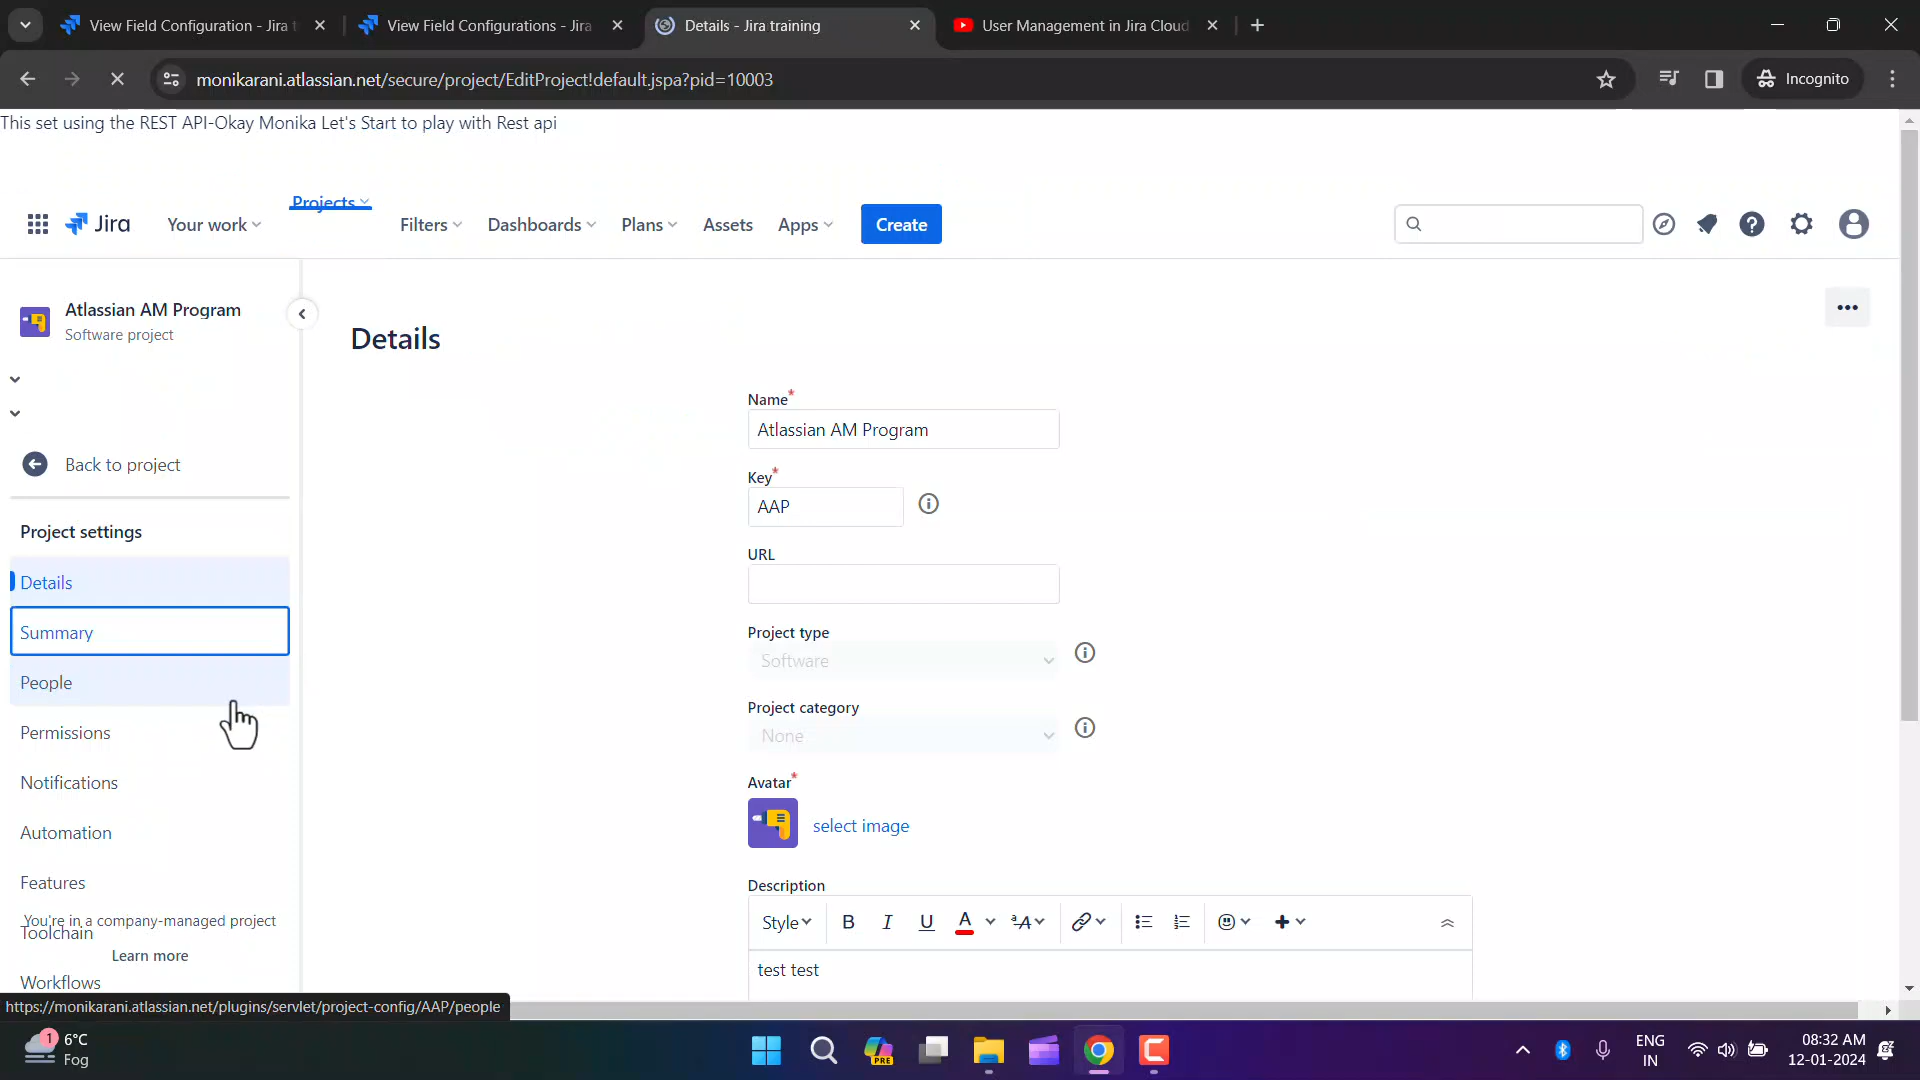 View Field Configuration - Jira t
View Field Configurations - Jira
Details - Jira training
User Management in Jira Cloud
monikarani.atlassian.net/secure/project/EditProject!default.jspa?pid=10003
Incognito
This set using the REST API-Okay Monika Let's Start to play with Rest api
Jira
Your work
Projects
Filters
Dashboards
Plans
Assets
Apps
Create
Atlassian AM Program
Software project
Back to project
Project settings
Details
Summary
People
Permissions
Notifications
Automation
Features
You're in a company-managed project
Toolchain
Learn more
Workflows
Details
Name*
Atlassian AM Program
Key*
AAP
URL
Project type
Software
Project category
None
Avatar*
select image
Description
Style
B I U A
test test
https://monikarani.atlassian.net/plugins/servlet/project-config/AAP/people
1
6°C
Fog
PRE
ENG
IN
08:32 AM
12-01-2024